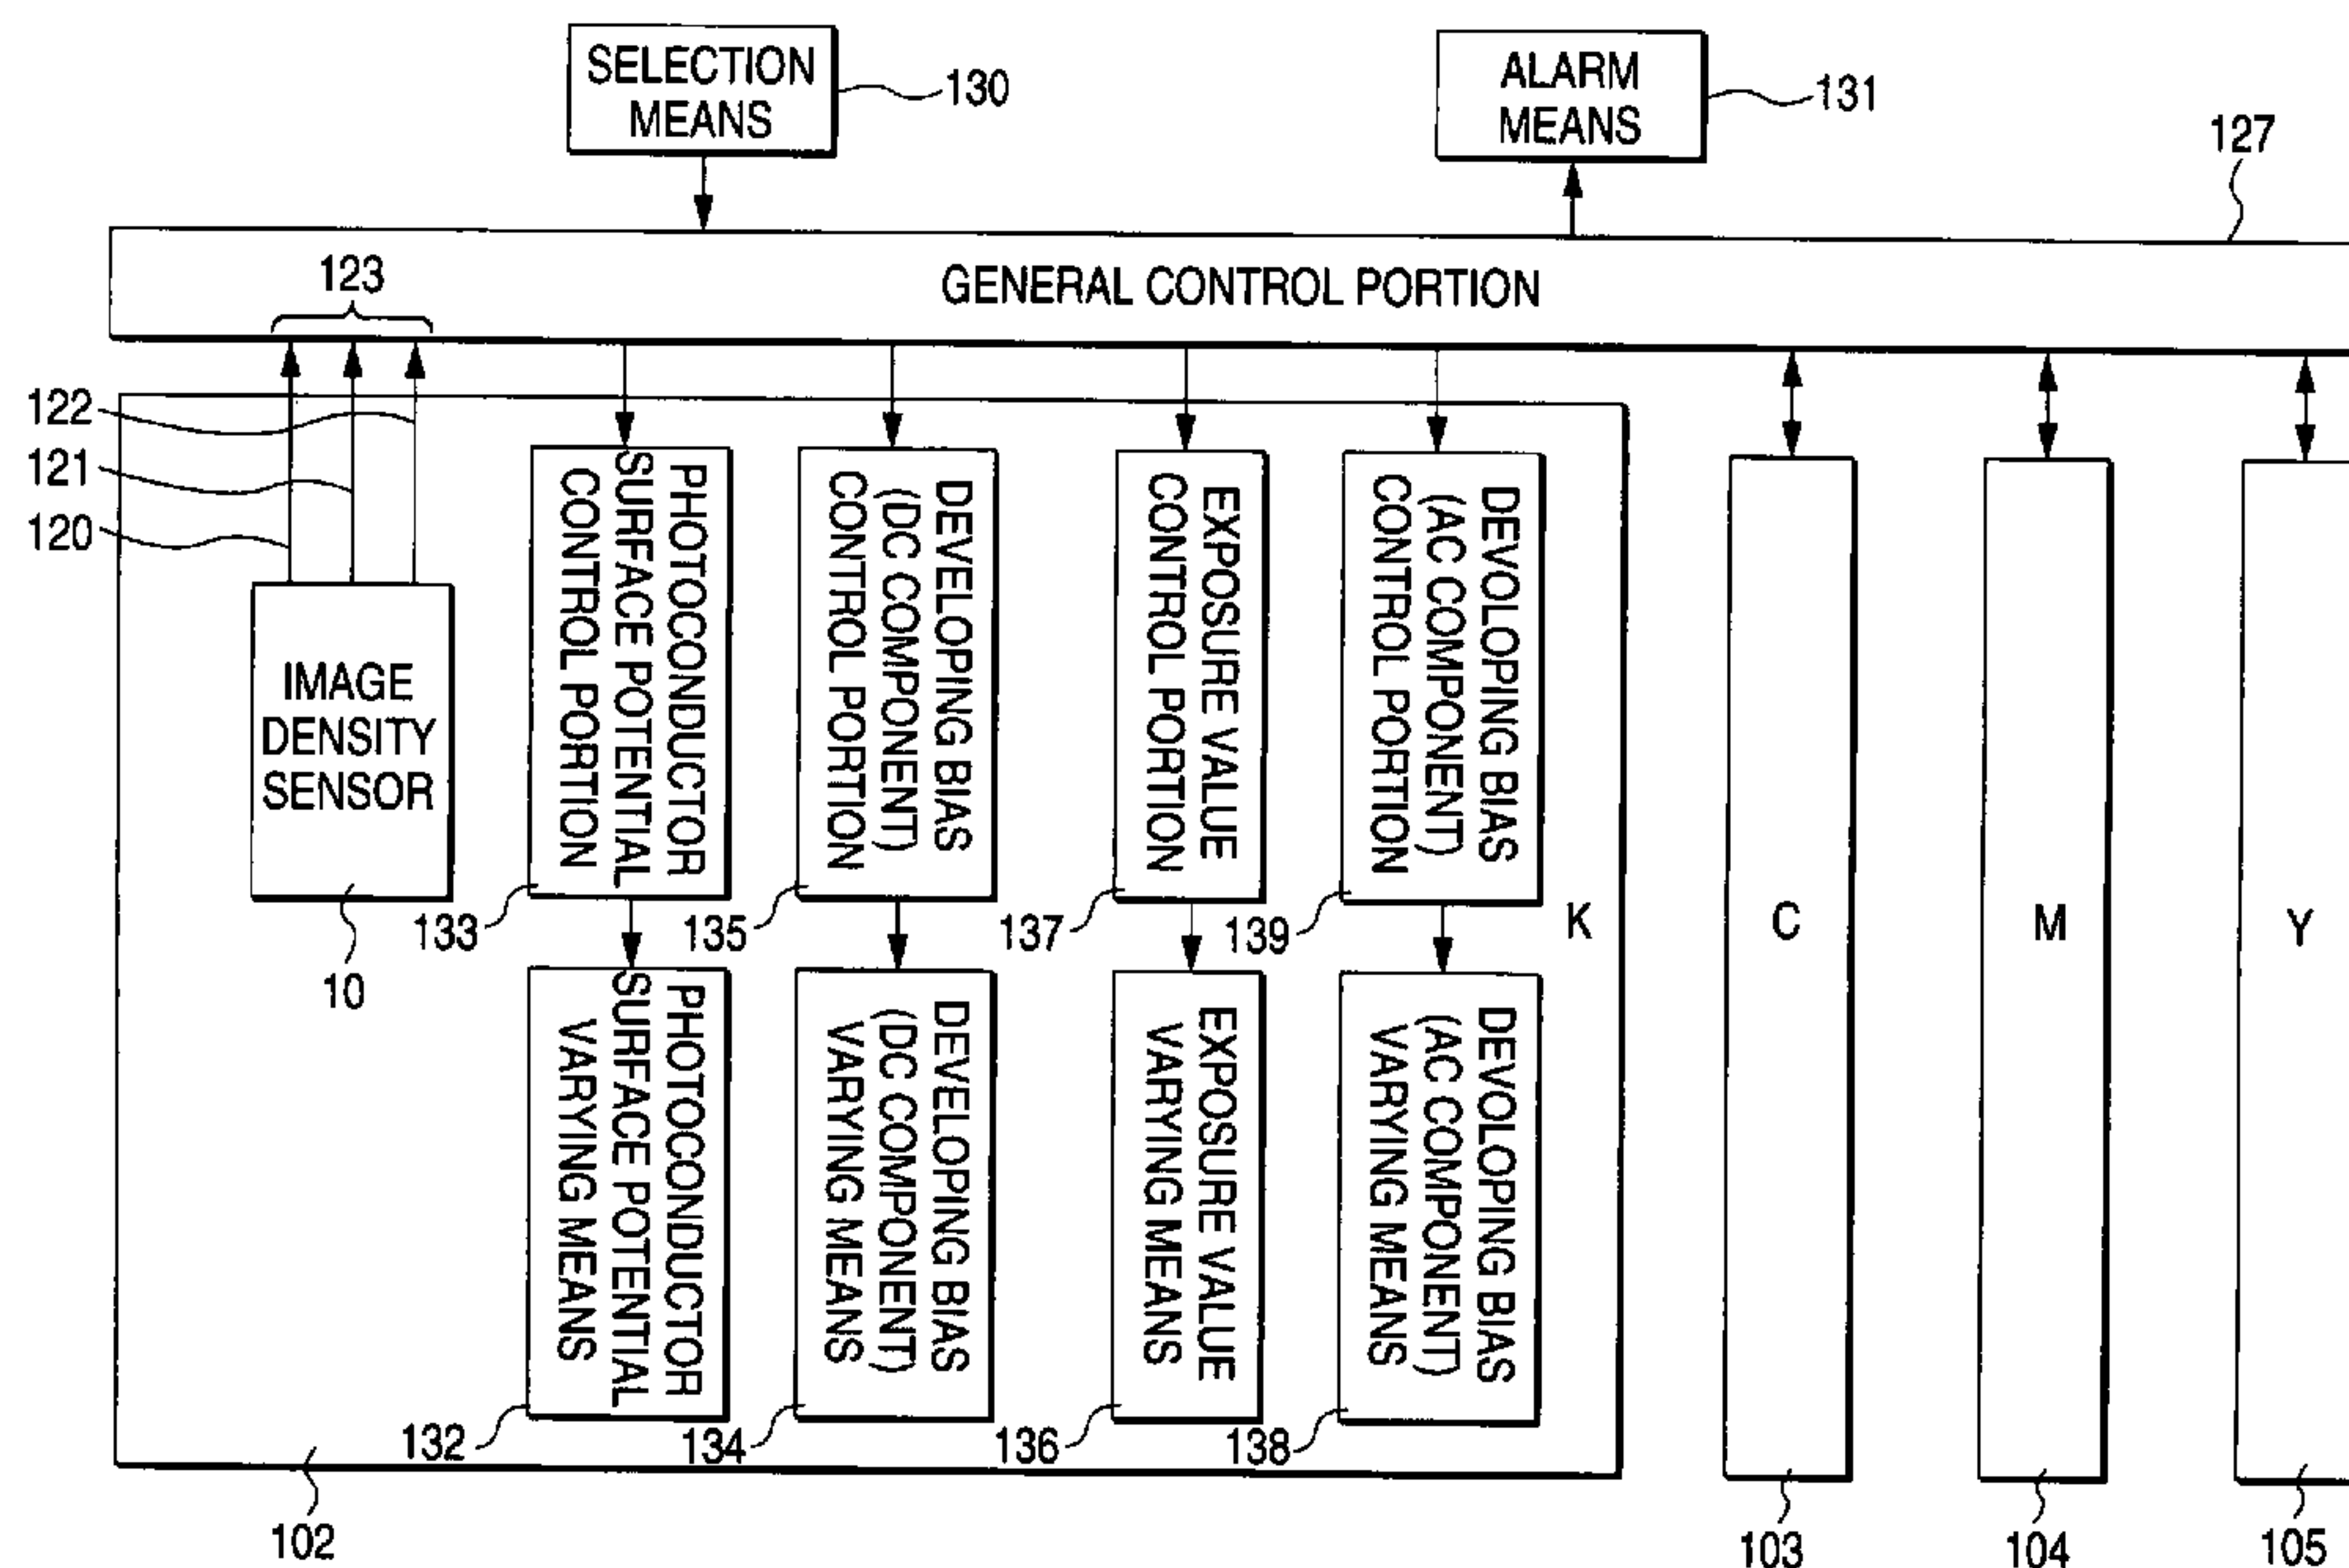 SELECTION
MEANS
130
ALARM
MEANS
131
127
GENERAL CONTROL PORTION
123
122
121
120
IMAGE
DENSITY
SENSOR
10
PHOTOCONDUCTOR
SURFACE POTENTIAL
CONTROL PORTION
133
DEVELOPING BIAS
(DC COMPONENT)
CONTROL PORTION
135
EXPOSURE VALUE
CONTROL PORTION
137
DEVOLOPING BIAS
(AC COMPONENT)
CONTROL PORTION
139
K
C
M
Y
PHOTOCONDUCTOR
SURFACE POTENTIAL
VARYING MEANS
132
DEVELOPING BIAS
(DC COMPONENT)
VARYING MEANS
134
EXPOSURE VALUE
VARYING MEANS
136
DEVOLOPING BIAS
(AC COMPONENT)
VARYING MEANS
138
102
103
104
105